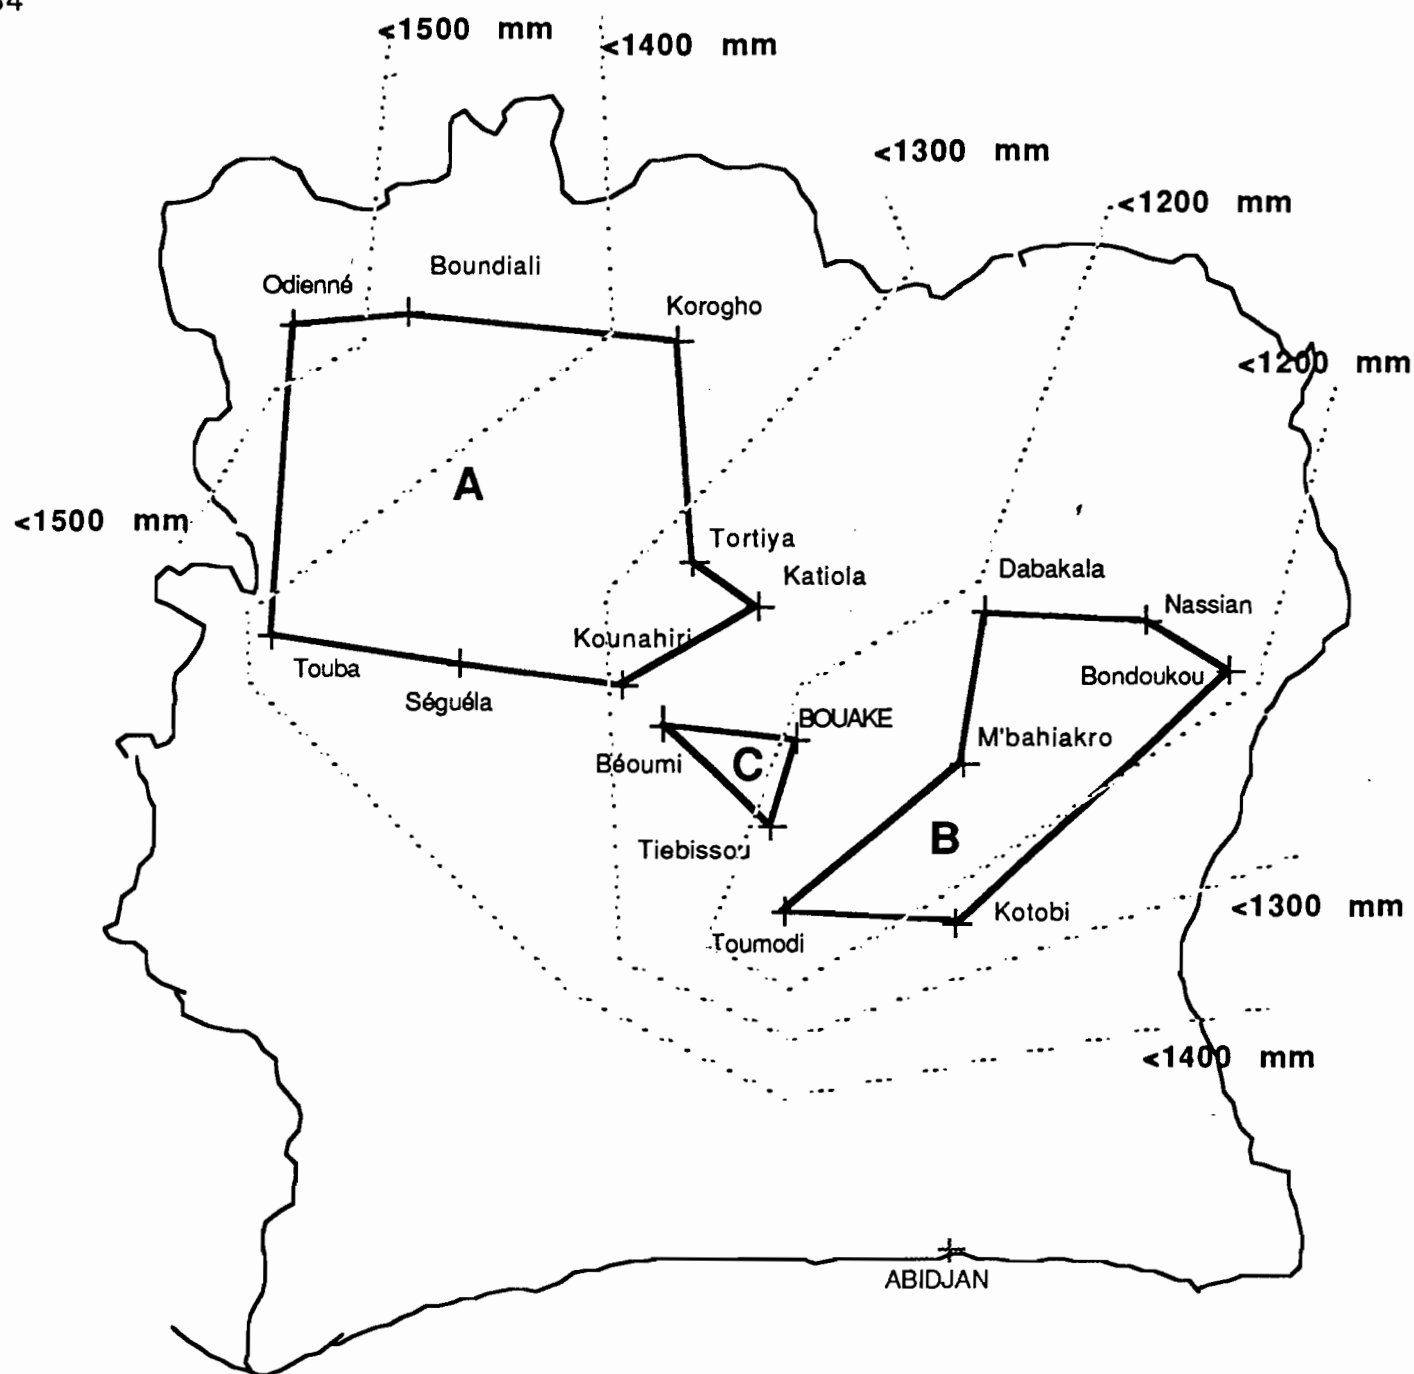 <1500 mm
<1400 mm
<1300 mm
<1200 mm
Boundiali
Odienné
Korogho
<1200 mm
A
<1500 mm
Tortiya
Katiola
Dabakala
Nassian
Kounahiri
Touba
Bondoukou
Séguéla
BOUAKE
M'bahiakro
Béoumi
C
B
Tiebissou
<1300 mm
Kotobi
Toumodi
<1400 mm
ABIDJAN